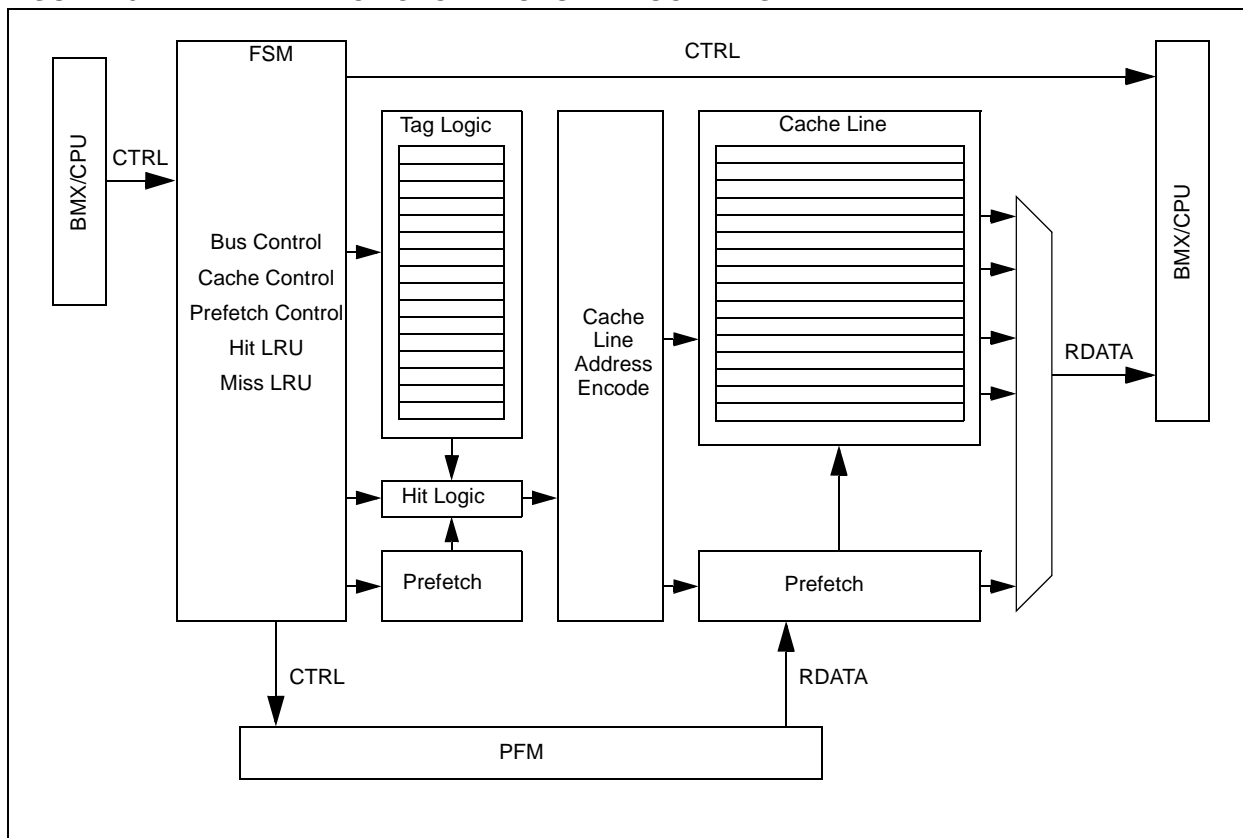 FSM
CTRL
BMX/CPU
CTRL
Tag Logic
Cache Line
BMX/CPU
Bus Control
Cache Control
Prefetch Control
Hit LRU
Miss LRU
Cache
Line
Address
Encode
RDATA
Hit Logic
Prefetch
Prefetch
CTRL
RDATA
PFM